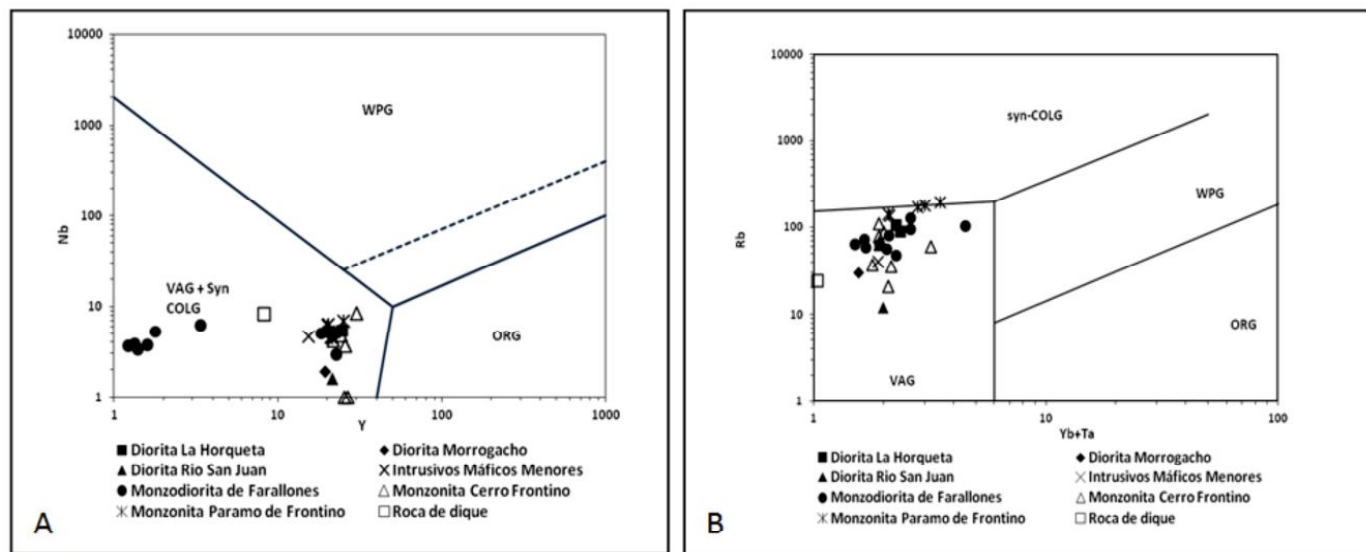 10000
1000
100
10
1
Nb
WPG
VAG + Syn
COLG
ORG
1 10 100 1000
Y
Diorita La Horqueta Diorita Morrogacho
Diorita Rio San Juan Intrusivos Máficos Menores
Monzodiorita de Farallones Monzonita Cerro Frontino
Monzonita Paramo de Frontino Roca de dique
A
10000
1000
100
10
1
Rb
syn-COLG
WPG
ORG
VAG
1 10 100
Yb+Ta
Diorita La Horqueta Diorita Morrogacho
Diorita Rio San Juan Intrusivos Máficos Menores
Monzodiorita de Farallones Monzonita Cerro Frontino
Monzonita Paramo de Frontino Roca de dique
B